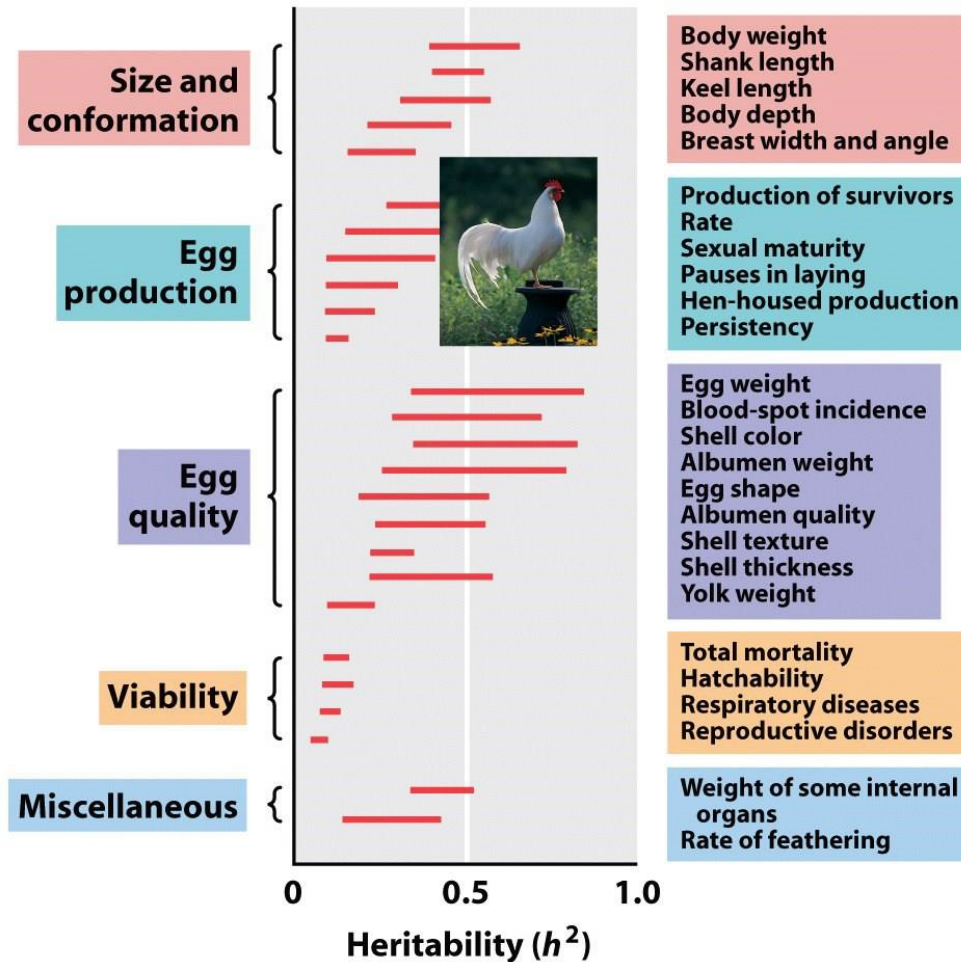 Size and
conformation
Body weight
Shank length
Keel length
Body depth
Breast width and angle
Egg
production
Production of survivors
Rate
Sexual maturity
Pauses in laying
Hen-housed production
Persistency
Egg
quality
Egg weight
Blood-spot incidence
Shell color
Albumen weight
Egg shape
Albumen quality
Shell texture
Shell thickness
Yolk weight
Viability
Total mortality
Hatchability
Respiratory diseases
Reproductive disorders
Miscellaneous
Weight of some internal
organs
Rate of feathering
0 0.5 1.0
Heritability (h²)